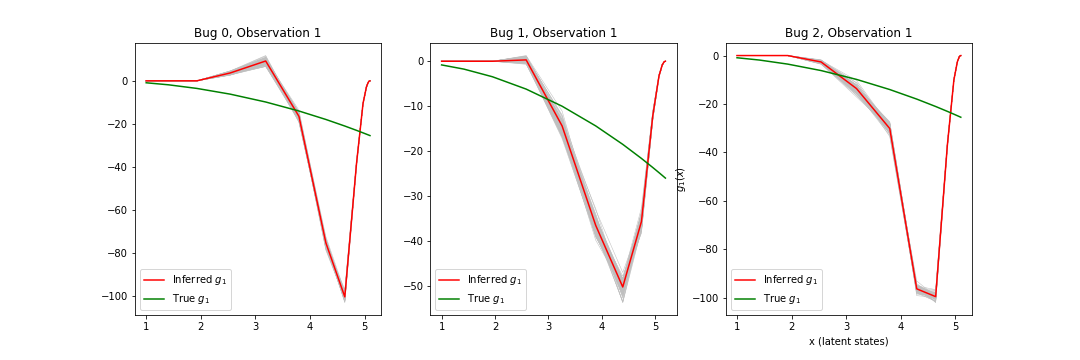 Bug 0, Observation 1
0
−20
−40
−60
−80
−100
1 2 3 4 5
Inferred g₁
True g₁
Bug 1, Observation 1
0
−10
−20
−30
−40
−50
1 2 3 4 5
Inferred g₁
True g₁
Bug 2, Observation 1
g₁(x)
0
−20
−40
−60
−80
−100
1 2 3 4 5
x (latent states)
Inferred g₁
True g₁